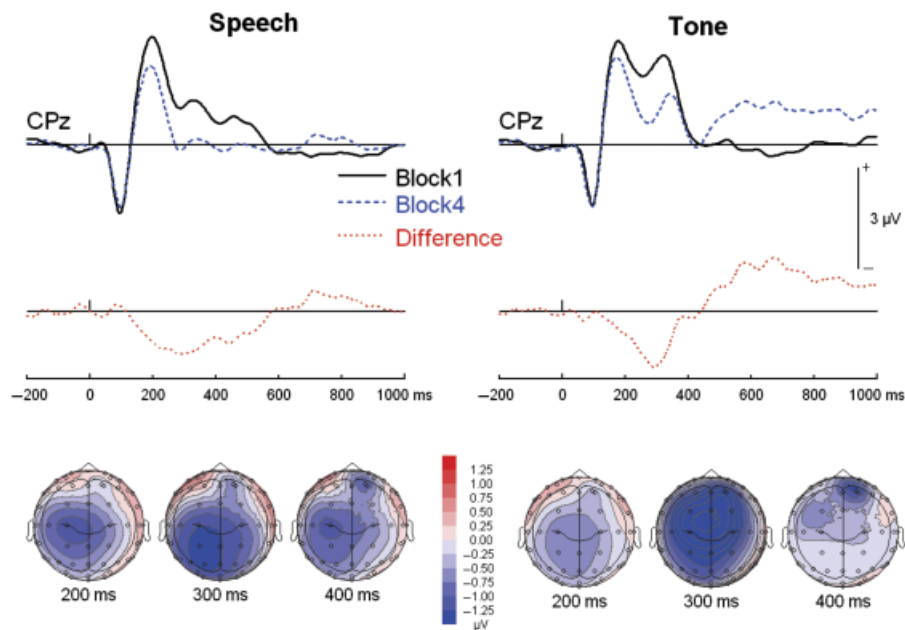 Speech
Tone
CPz
CPz
Block1
Block4
Difference
+
3 µV
–
–200 0 200 400 600 800 1000 ms
–200 0 200 400 600 800 1000 ms
1.25
1.00
0.75
0.50
0.25
0.00
–0.25
–0.50
–0.75
–1.00
–1.25
µV
200 ms 300 ms 400 ms
200 ms 300 ms 400 ms